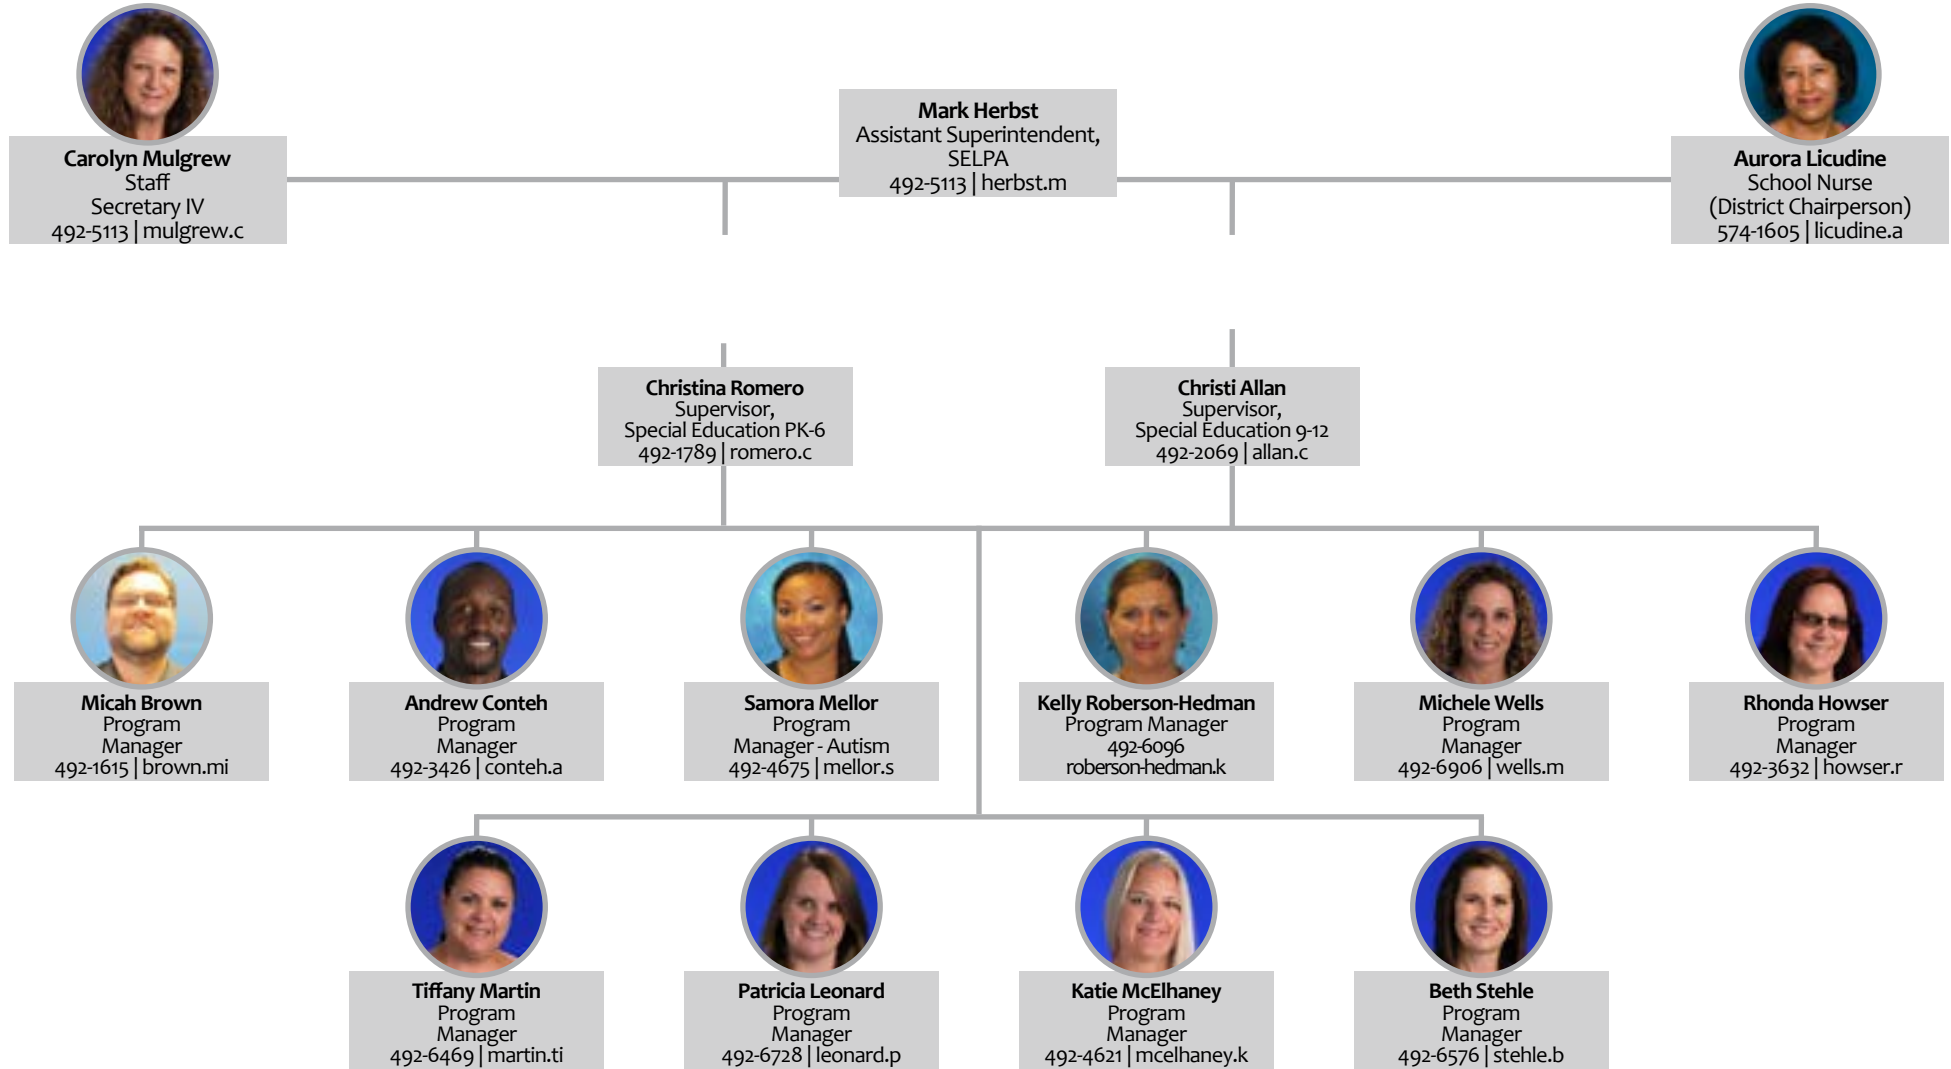 Carolyn Mulgrew
Staff
Secretary IV
492-5113 | mulgrew.c
Mark Herbst
Assistant Superintendent,
SELPA
492-5113 | herbst.m
Aurora Licudine
School Nurse
(District Chairperson)
574-1605 | licudine.a
Christina Romero
Supervisor,
Special Education PK-6
492-1789 | romero.c
Christi Allan
Supervisor,
Special Education 9-12
492-2069 | allan.c
Micah Brown
Program
Manager
492-1615 | brown.mi
Andrew Conteh
Program
Manager
492-3426 | conteh.a
Samora Mellor
Program
Manager - Autism
492-4675 | mellor.s
Kelly Roberson-Hedman
Program Manager
492-6096
roberson-hedman.k
Michele Wells
Program
Manager
492-6906 | wells.m
Rhonda Howser
Program
Manager
492-3632 | howser.r
Tiffany Martin
Program
Manager
492-6469 | martin.ti
Patricia Leonard
Program
Manager
492-6728 | leonard.p
Katie McElhaney
Program
Manager
492-4621 | mcelhaney.k
Beth Stehle
Program
Manager
492-6576 | stehle.b